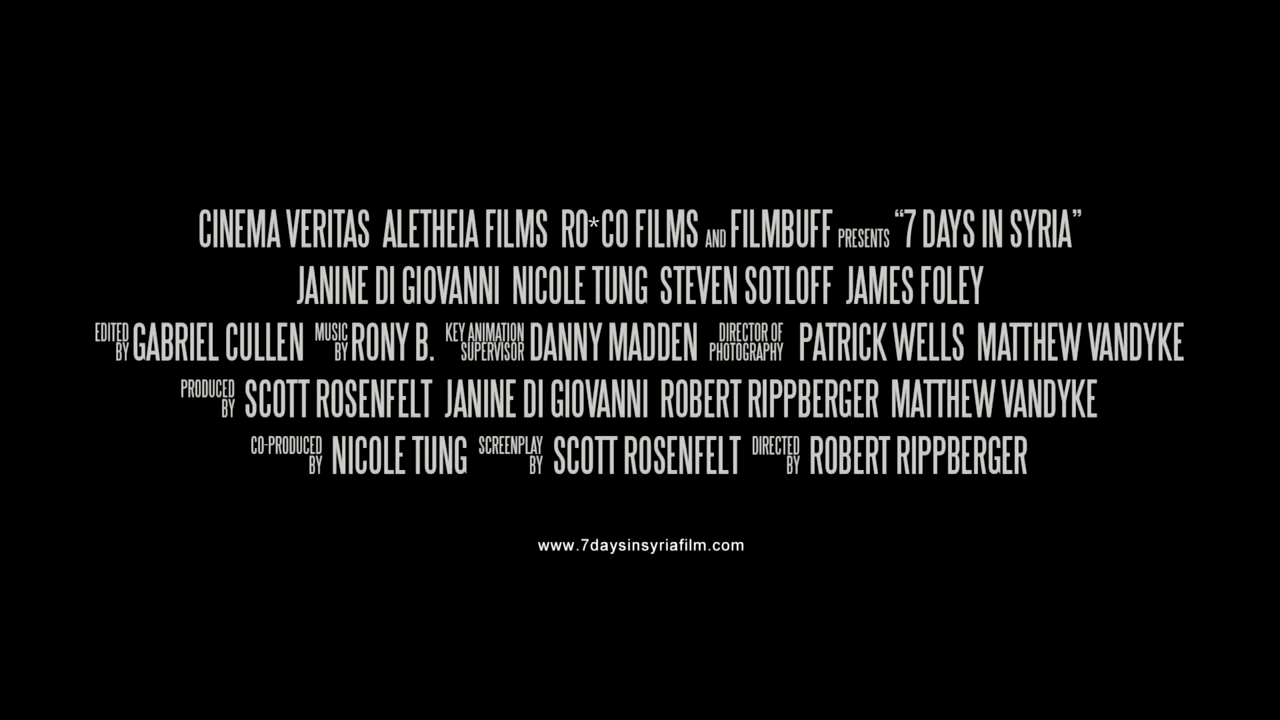 CINEMA VERITAS ALETHEIA FILMS RO*CO FILMS AND FILMBUFF PRESENTS “7 DAYS IN SYRIA”
JANINE DI GIOVANNI NICOLE TUNG STEVEN SOTLOFF JAMES FOLEY
EDITED BY GABRIEL CULLEN MUSIC BY RONY B. KEY ANIMATION SUPERVISOR DANNY MADDEN DIRECTOR OF PHOTOGRAPHY PATRICK WELLS MATTHEW VANDYKE
PRODUCED BY SCOTT ROSENFELT JANINE DI GIOVANNI ROBERT RIPPBERGER MATTHEW VANDYKE
CO-PRODUCED BY NICOLE TUNG SCREENPLAY BY SCOTT ROSENFELT DIRECTED BY ROBERT RIPPBERGER
www.7daysinsyriafilm.com